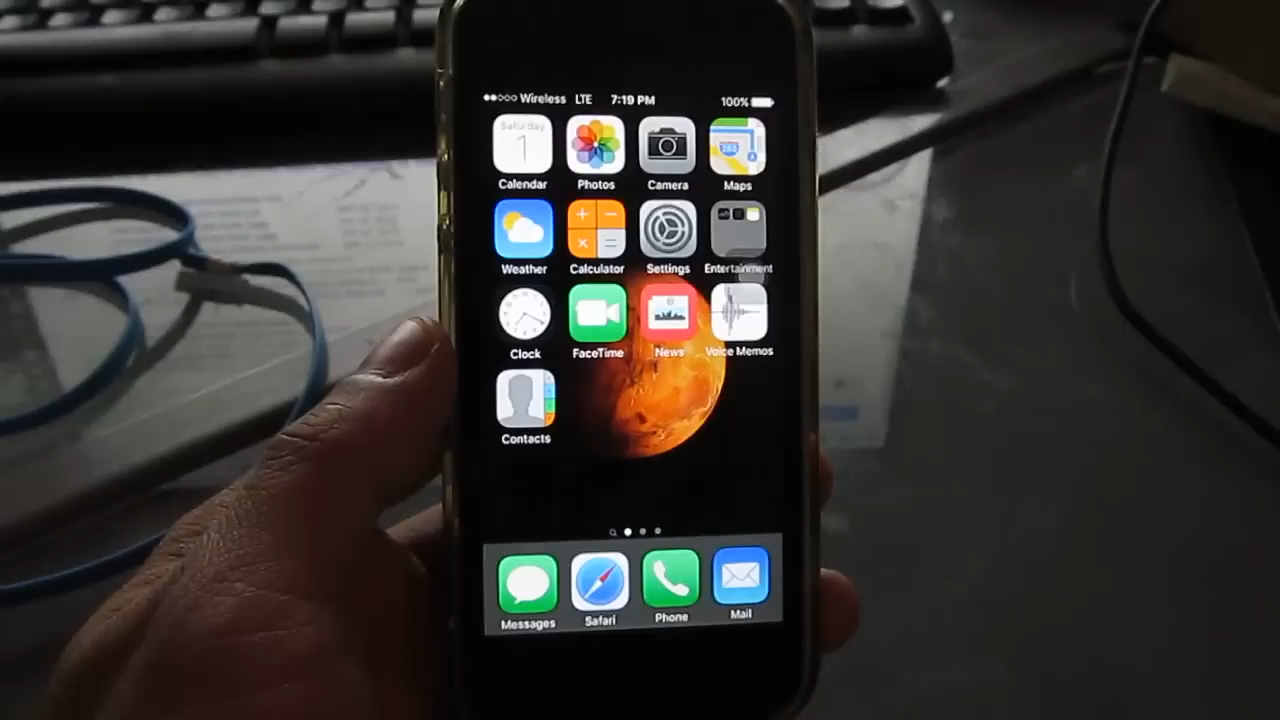 Wireless LTE 7:19 PM 100%
Saturday
1
Calendar Photos Camera Maps
280
Weather Calculator Settings Entertainment
Clock FaceTime News Voice Memos
Contacts
Messages Safari Phone Mail